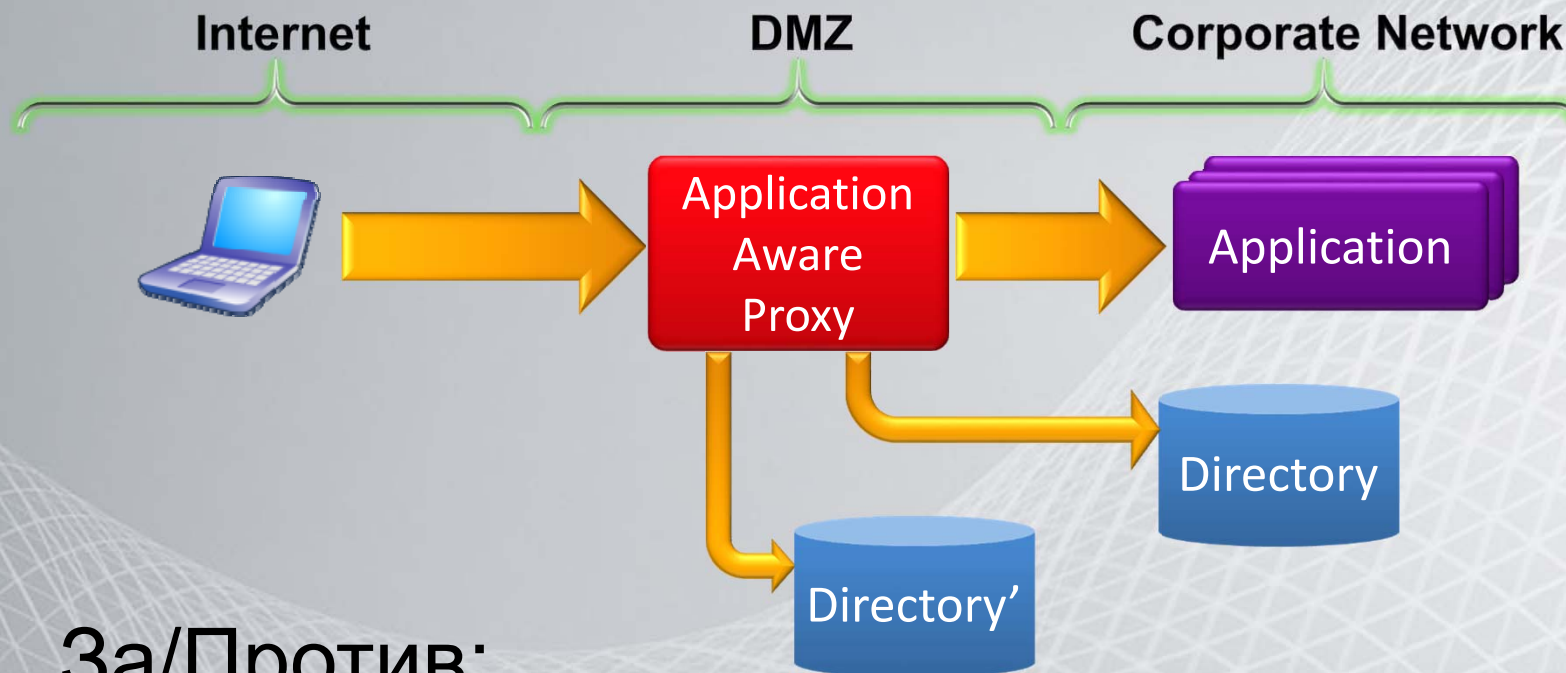 Internet
DMZ
Corporate Network
Application
Aware
Proxy
Application
Directory
Directory’
За/Против: